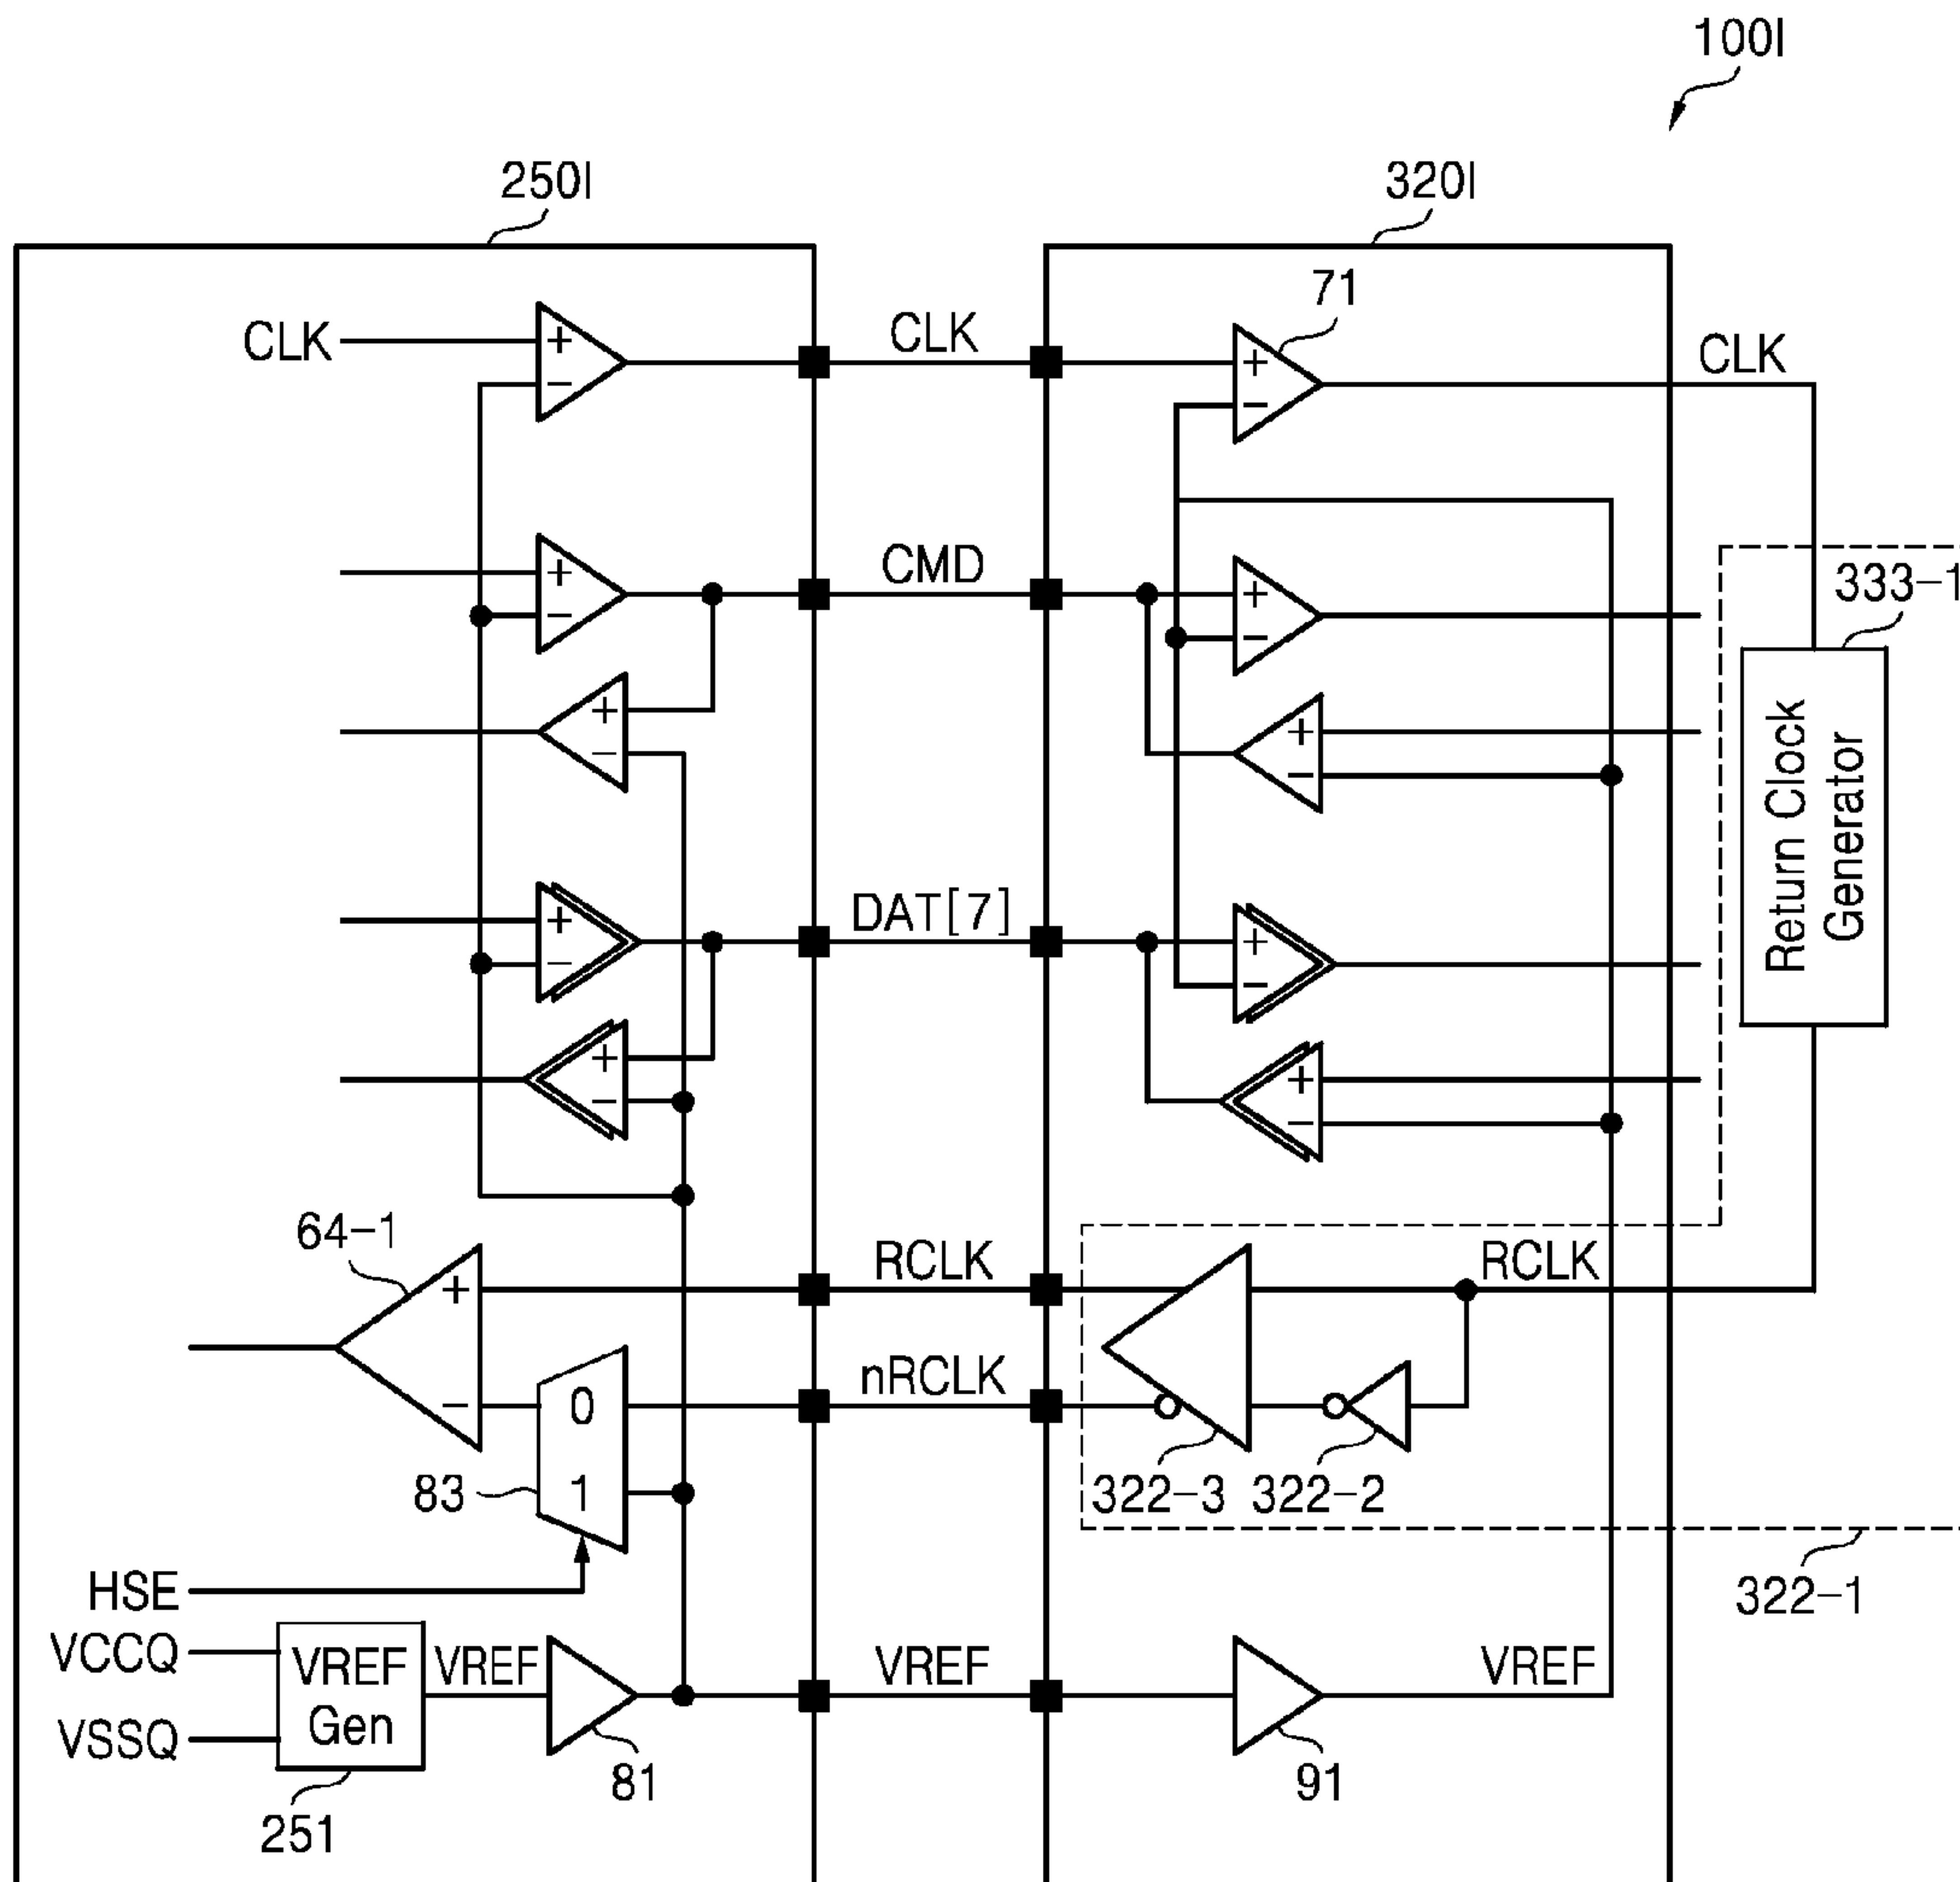 100I
250I
320I
71
CLK
CLK
CLK
+
−
+
−
333-1
CMD
+
−
+
−
+
−
+
−
Return Clock
Generator
DAT[7]
+
−
+
−
+
−
+
−
64-1
RCLK
RCLK
+
−
nRCLK
0
1
83
322-3
322-2
HSE
322-1
VCCQ
VSSQ
VREF
Gen
VREF
VREF
VREF
81
91
251